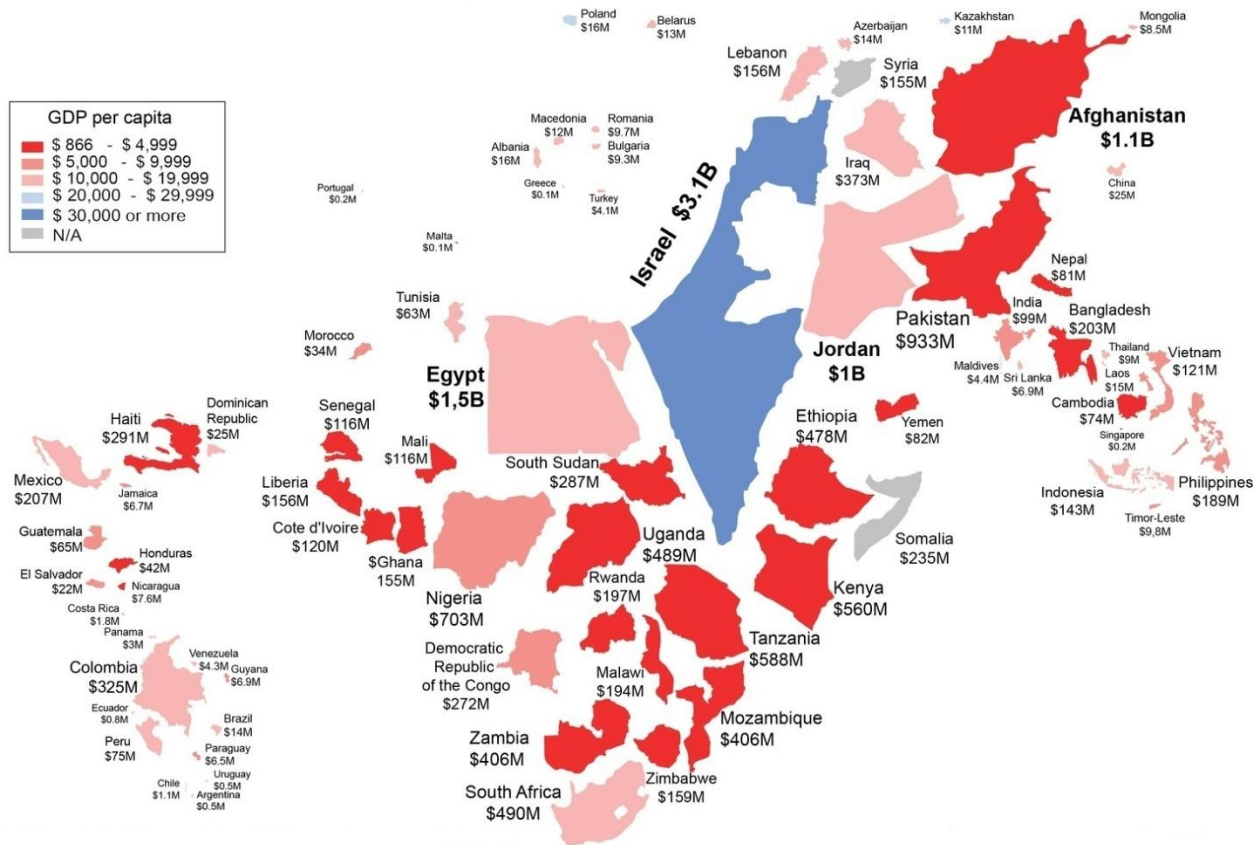 GDP per capita
$ 866 - $ 4,999
$ 5,000 - $ 9,999
$ 10,000 - $ 19,999
$ 20,000 - $ 29,999
$ 30,000 or more
N/A
Poland
$16M
Belarus
$13M
Lebanon
$156M
Azerbaijan
$14M
Syria
$155M
Kazakhstan
$11M
Mongolia
$8.5M
Afghanistan
$1.1B
Macedonia
$12M
Romania
$9.7M
Albania
$16M
Bulgaria
$9.3M
Greece
$0.1M
Turkey
$4.1M
Portugal
$0.2M
Malta
$0.1M
Israel $3.1B
Iraq
$373M
China
$25M
Tunisia
$63M
Morocco
$34M
Egypt
$1,5B
Jordan
$1B
Pakistan
$933M
Nepal
$81M
India
$99M
Bangladesh
$203M
Maldives
$4.4M
Sri Lanka
$6.9M
Thailand
$9M
Laos
$15M
Vietnam
$121M
Cambodia
$74M
Singapore
$0.2M
Indonesia
$143M
Philippines
$189M
Timor-Leste
$9,8M
Haiti
$291M
Dominican
Republic
$25M
Mexico
$207M
Jamaica
$6.7M
Guatemala
$65M
Honduras
$42M
El Salvador
$22M
Nicaragua
$7.6M
Costa Rica
$1.8M
Panama
$3M
Colombia
$325M
Venezuela
$4.3M
Guyana
$6.9M
Ecuador
$0.8M
Peru
$75M
Brazil
$14M
Paraguay
$6.5M
Uruguay
$0.5M
Chile
$1.1M
Argentina
$0.5M
Senegal
$116M
Mali
$116M
Liberia
$156M
Cote d'Ivoire
$120M
$Ghana
155M
Nigeria
$703M
South Sudan
$287M
Ethiopia
$478M
Yemen
$82M
Somalia
$235M
Uganda
$489M
Rwanda
$197M
Kenya
$560M
Tanzania
$588M
Democratic
Republic
of the Congo
$272M
Malawi
$194M
Mozambique
$406M
Zambia
$406M
Zimbabwe
$159M
South Africa
$490M